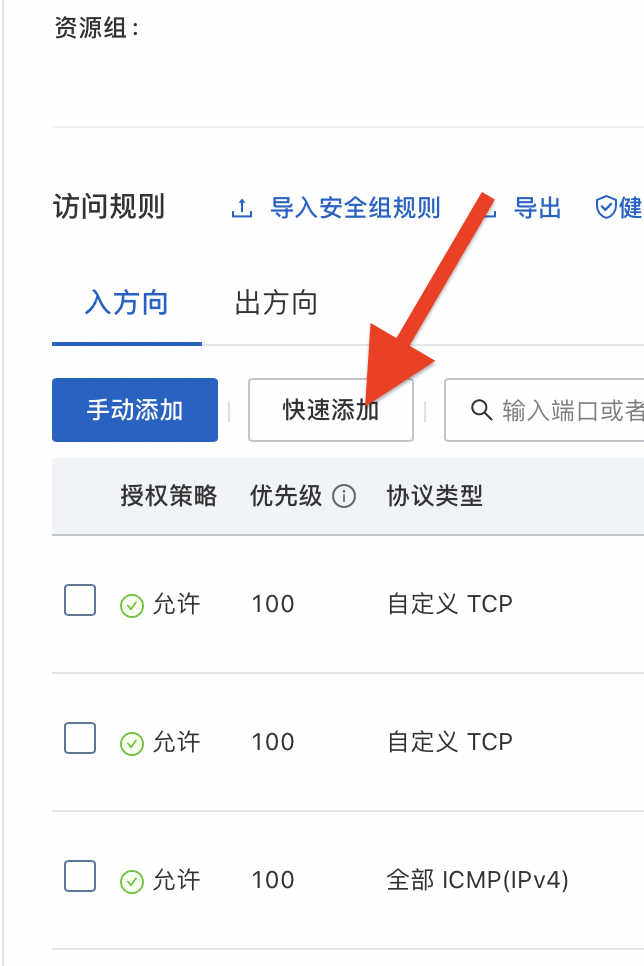 资源组：
访问规则 导入安全组规则 导出 健
入方向 出方向
手动添加 快速添加 输入端口或者
授权策略 优先级 协议类型
允许 100 自定义 TCP
允许 100 自定义 TCP
允许 100 全部 ICMP(IPv4)